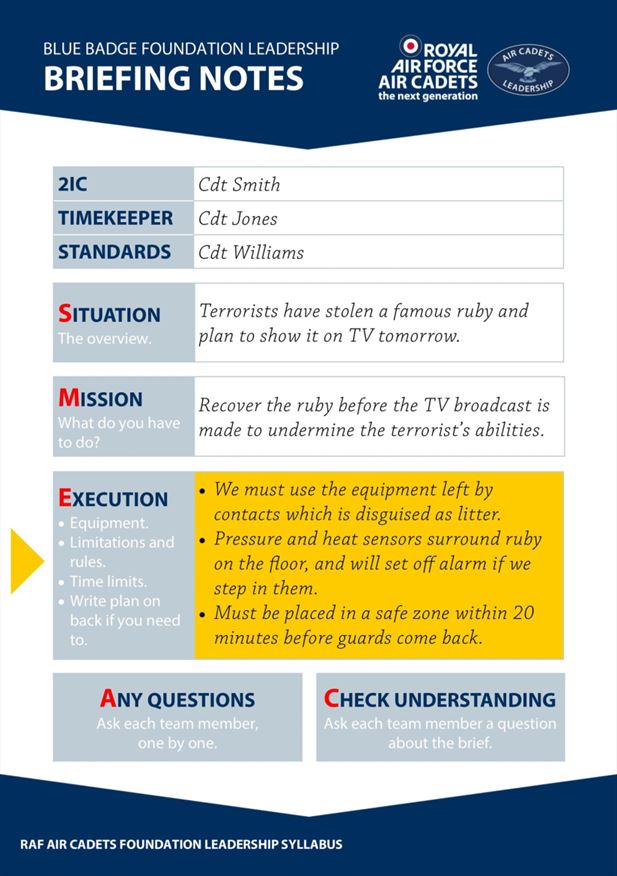 BLUE BADGE FOUNDATION LEADERSHIP
BRIEFING NOTES
ROYAL
AIR FORCE
AIR CADETS
the next generation
AIR CADETS
LEADERSHIP
2IC
Cdt Smith
TIMEKEEPER
Cdt Jones
STANDARDS
Cdt Williams
SITUATION
The overview.
Terrorists have stolen a famous ruby and
plan to show it on TV tomorrow.
MISSION
What do you have
to do?
Recover the ruby before the TV broadcast is
made to undermine the terrorist's abilities.
EXECUTION
• Equipment.
• Limitations and
rules.
• Time limits.
• Write plan on
back if you need
to.
• We must use the equipment left by
contacts which is disguised as litter.
• Pressure and heat sensors surround ruby
on the floor, and will set off alarm if we
step in them.
• Must be placed in a safe zone within 20
minutes before guards come back.
ANY QUESTIONS
Ask each team member,
one by one.
CHECK UNDERSTANDING
Ask each team member a question
about the brief.
RAF AIR CADETS FOUNDATION LEADERSHIP SYLLABUS